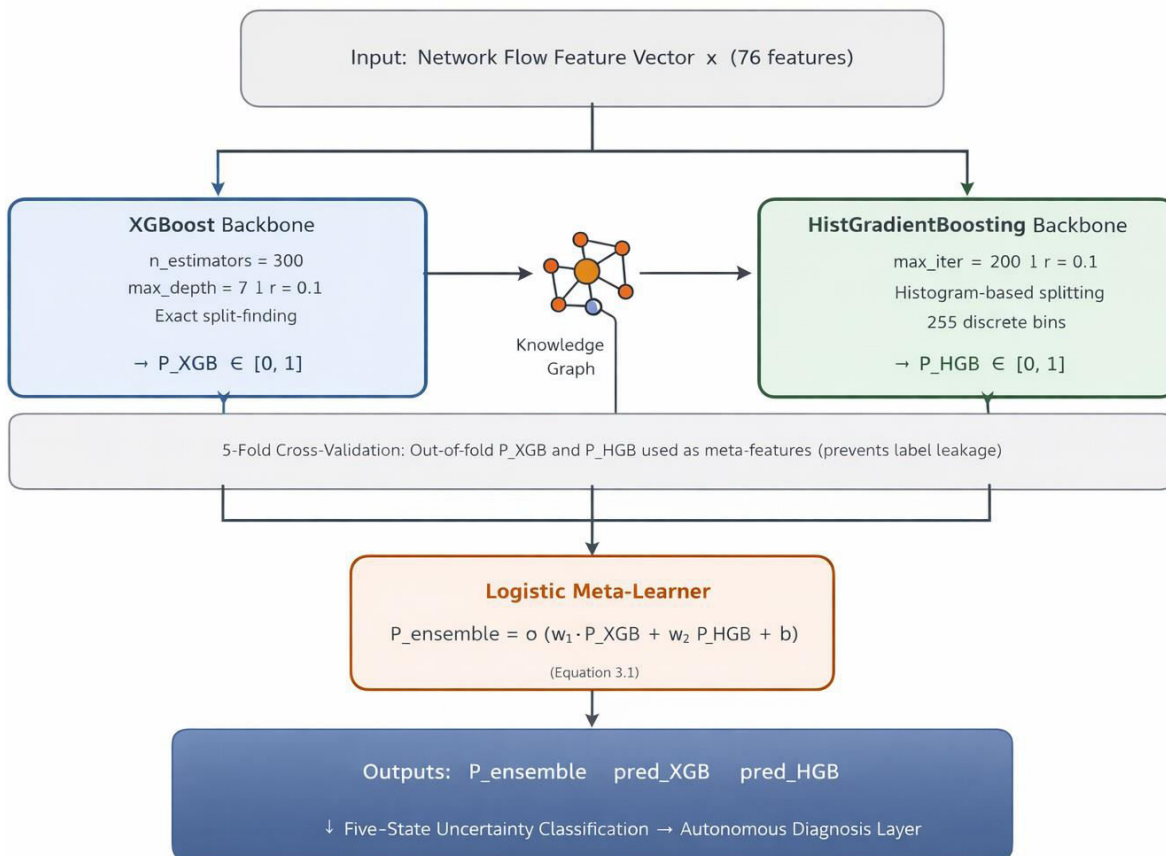 Input: Network Flow Feature Vector x (76 features)
XGBoost Backbone
n_estimators = 300
max_depth = 7 l r = 0.1
Exact split-finding
→ P_XGB ∈ [0, 1]
Knowledge
Graph
HistGradientBoosting Backbone
max_iter = 200 l r = 0.1
Histogram-based splitting
255 discrete bins
→ P_HGB ∈ [0, 1]
5-Fold Cross-Validation: Out-of-fold P_XGB and P_HGB used as meta-features (prevents label leakage)
Logistic Meta-Learner
P_ensemble = o (w₁· P_XGB + w₂ P_HGB + b)
(Equation 3.1)
Outputs: P_ensemble pred_XGB pred_HGB
↓ Five-State Uncertainty Classification → Autonomous Diagnosis Layer